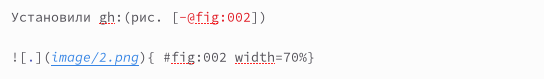 Установили gh:(рис. [-@fig:002])
![.](image/2.png){ #fig:002 width=70%}